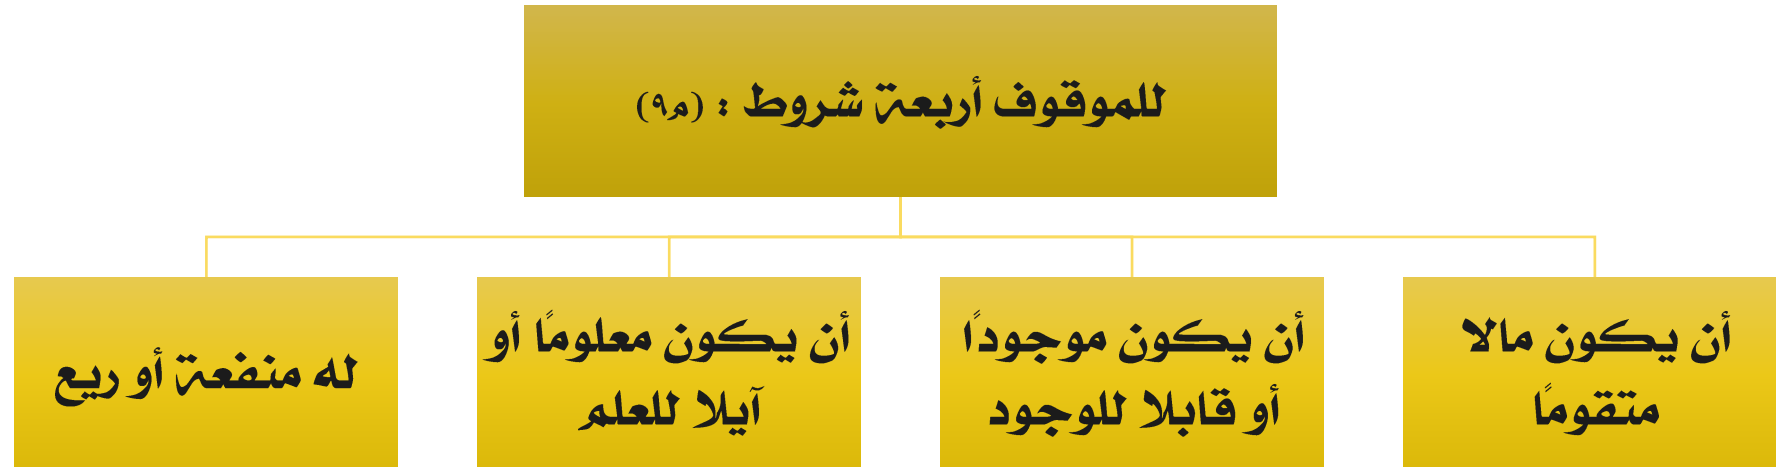 للموقوف أربعة شروط : (م٩)
أن يكون مالا
متقومًا
أن يكون موجودًا
أو قابلا للوجود
أن يكون معلومًا أو
آيلا للعلم
له منفعة أو ريع